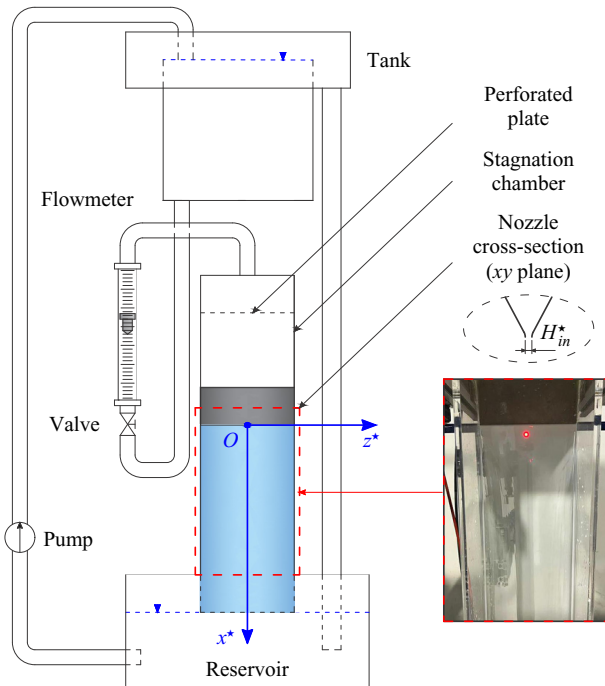 Tank
Perforated
plate
Stagnation
chamber
Flowmeter
Nozzle
cross-section
(xy plane)
H⋆in
Valve
O
z⋆
Pump
x⋆
Reservoir